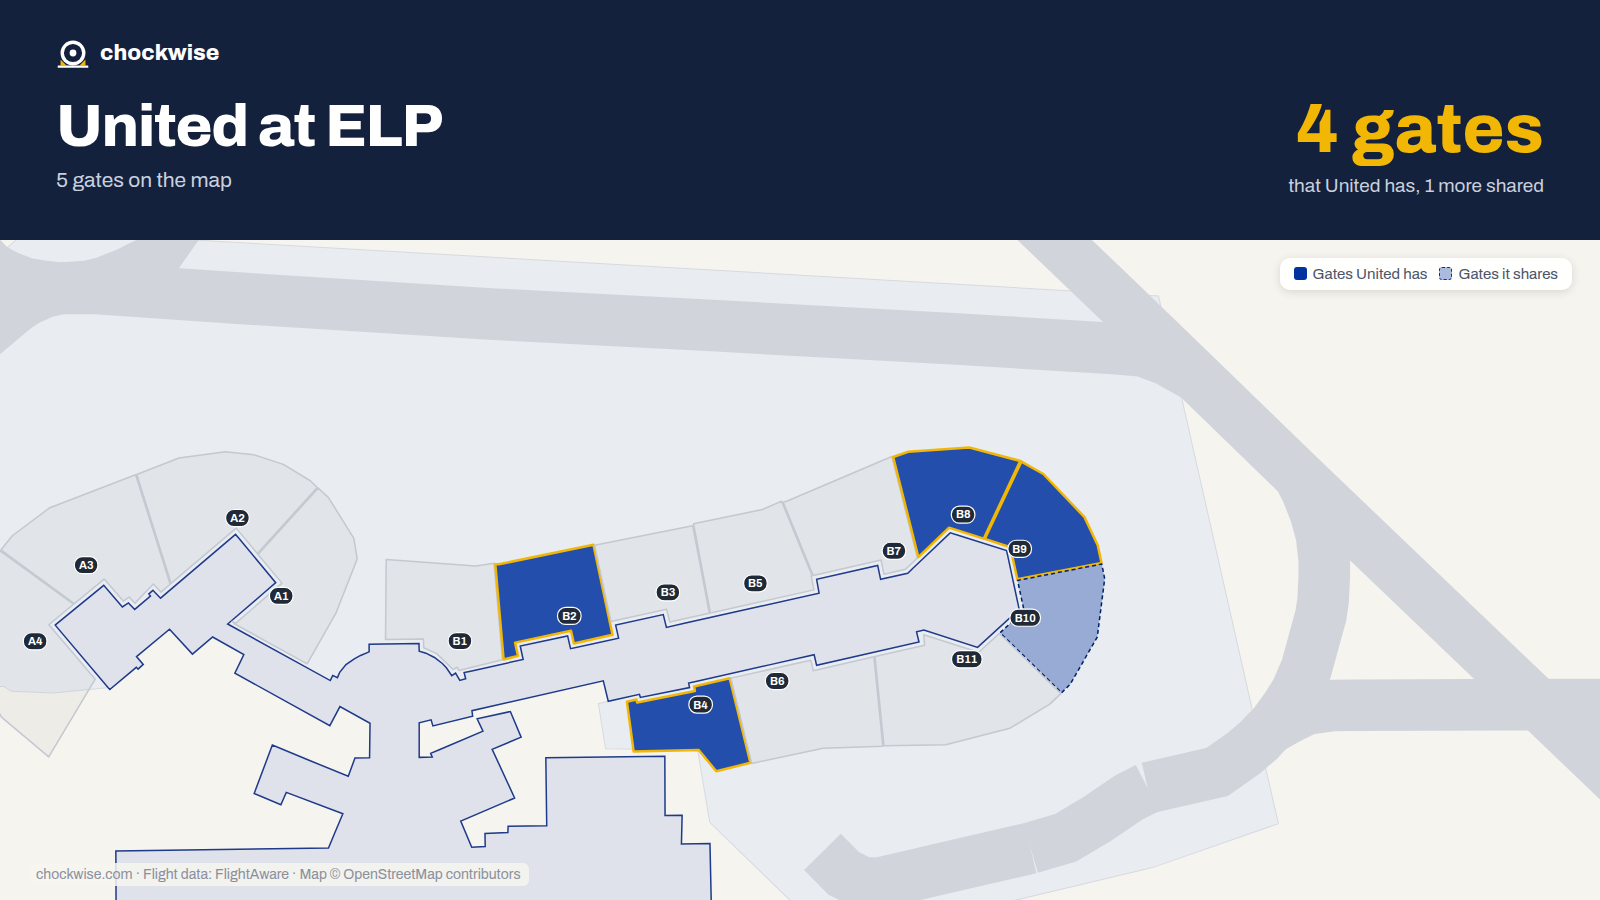 chockwise
United at ELP
5 gates on the map
4 gates
that United has, 1 more shared
Gates United has
Gates it shares
B8
A2
B9
B7
A3
B5
B3
A1
B2
B10
A4
B1
B11
B6
B4
chockwise.com · Flight data: FlightAware · Map © OpenStreetMap contributors